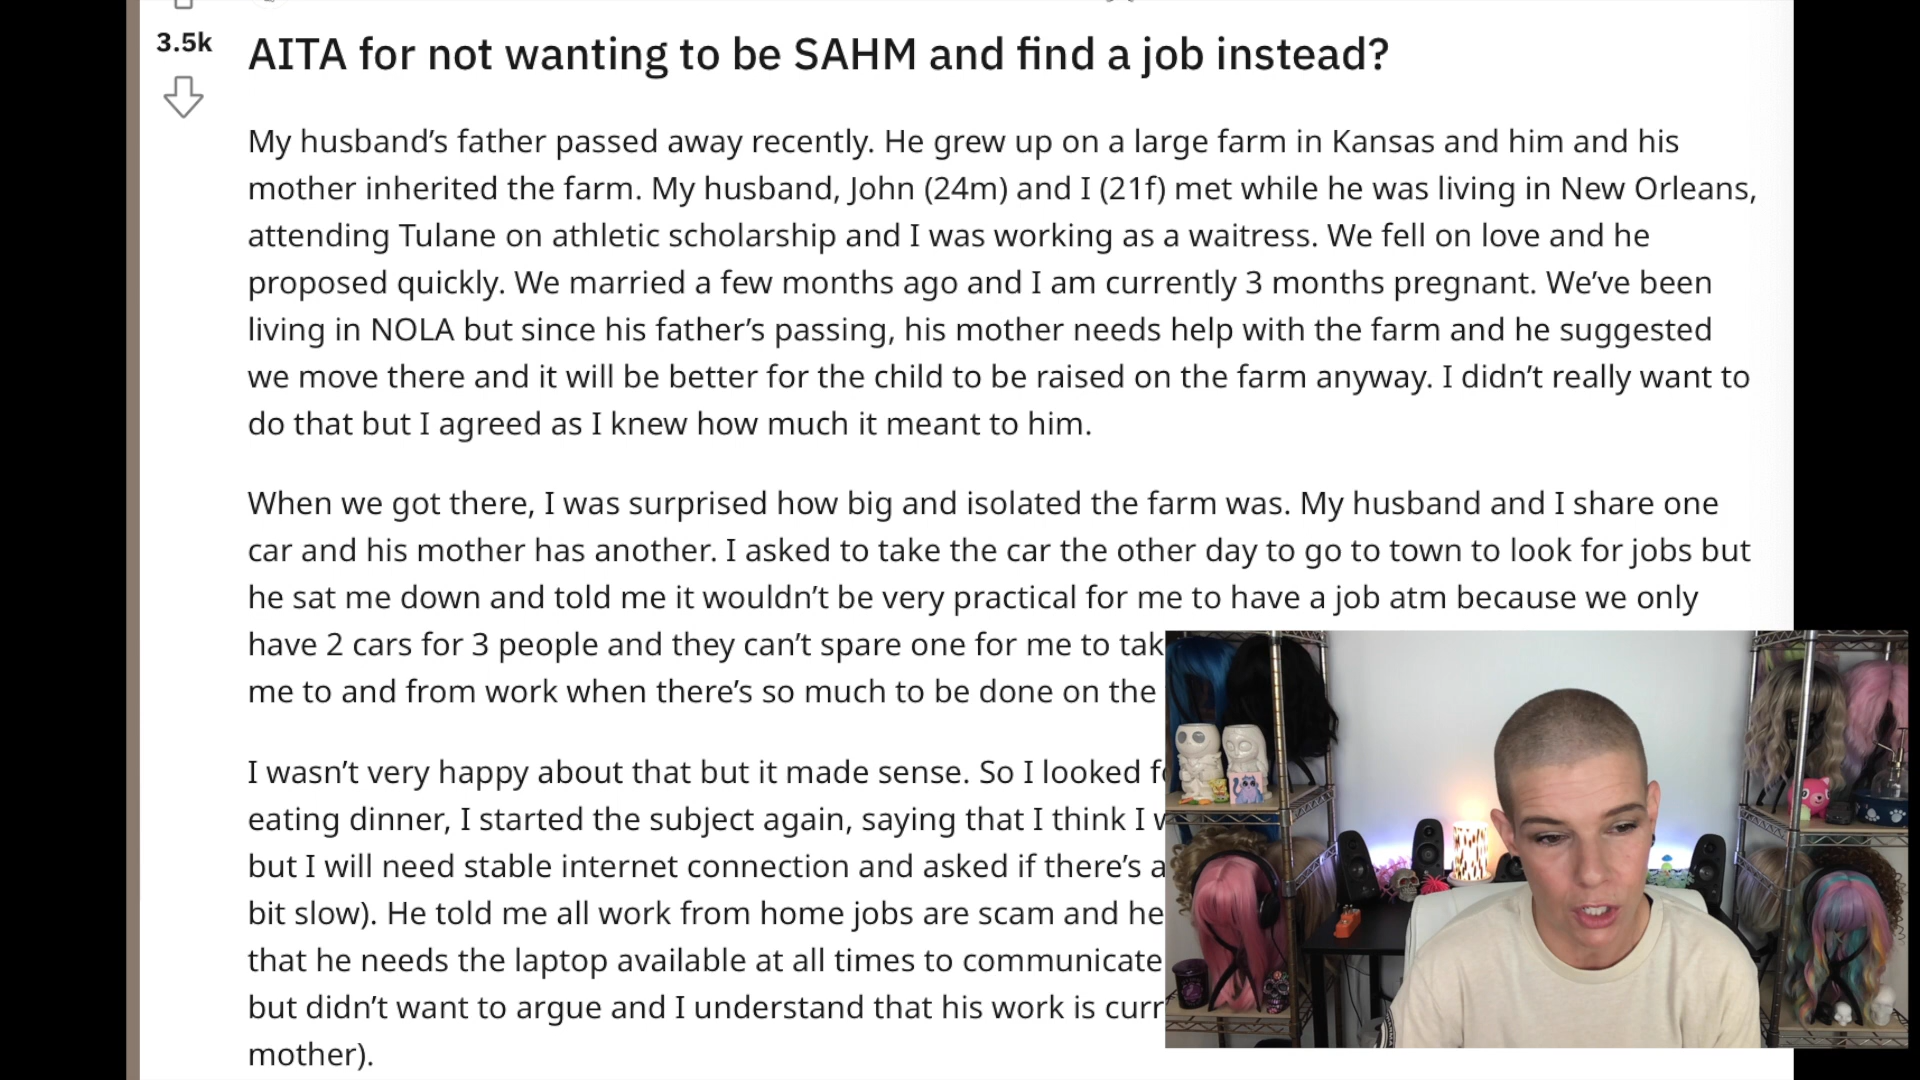 3.5k
AITA for not wanting to be SAHM and find a job instead?
My husband’s father passed away recently. He grew up on a large farm in Kansas and him and his
mother inherited the farm. My husband, John (24m) and I (21f) met while he was living in New Orleans,
attending Tulane on athletic scholarship and I was working as a waitress. We fell on love and he
proposed quickly. We married a few months ago and I am currently 3 months pregnant. We’ve been
living in NOLA but since his father’s passing, his mother needs help with the farm and he suggested
we move there and it will be better for the child to be raised on the farm anyway. I didn’t really want to
do that but I agreed as I knew how much it meant to him.
When we got there, I was surprised how big and isolated the farm was. My husband and I share one
car and his mother has another. I asked to take the car the other day to go to town to look for jobs but
he sat me down and told me it wouldn’t be very practical for me to have a job atm because we only
have 2 cars for 3 people and they can’t spare one for me to
me to and from work when there’s so much to be done on the
I wasn’t very happy about that but it made sense. So I looked
eating dinner, I started the subject again, saying that I think I
but I will need stable internet connection and asked if there’s
bit slow). He told me all work from home jobs are scam and he
that he needs the laptop available at all times to communicate
but didn’t want to argue and I understand that his work is
mother).